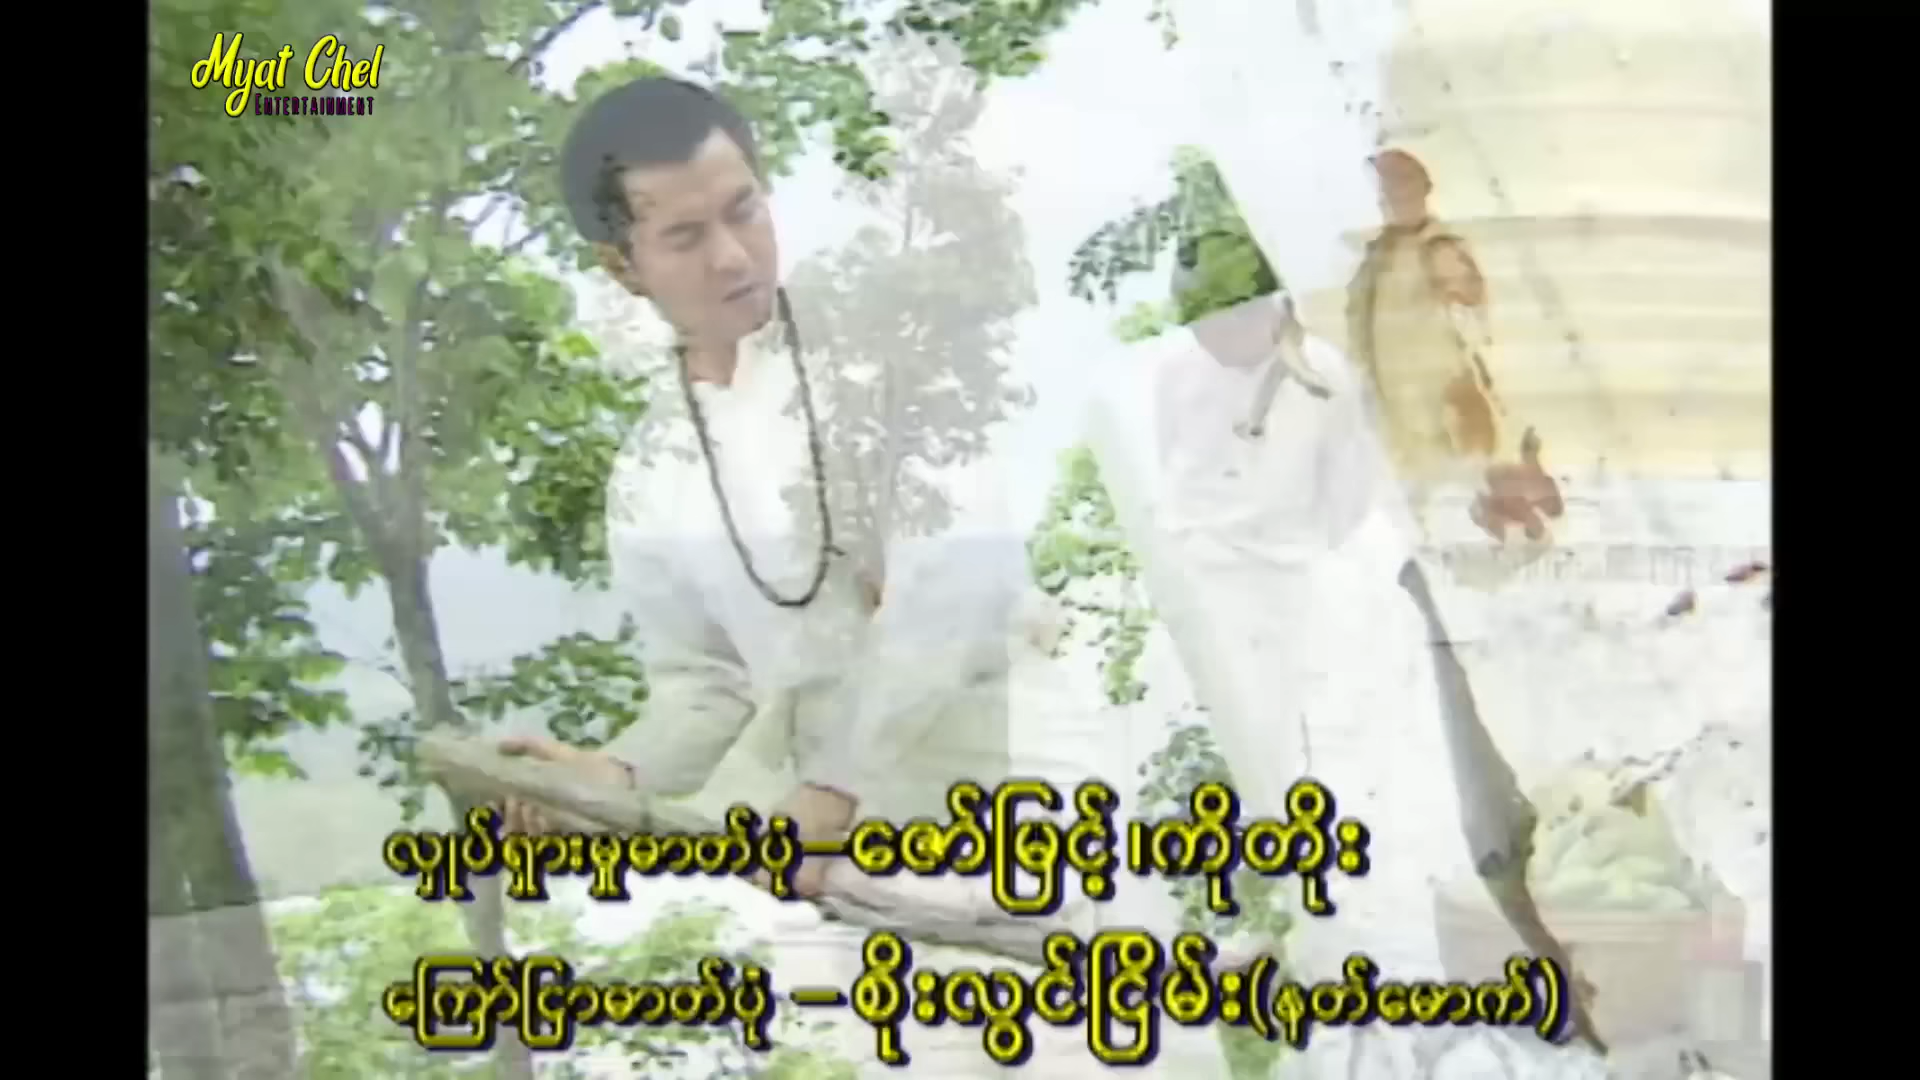 Myat Chel
ENTERTAINMENT
လှုပ်ရှားမှုဓာတ်ပုံ – ဇော်မြင့်၊ကိုတိုး
ကြော်ငြာဓာတ်ပုံ – စိုးလွင်ငြိမ်း(နတ်မောက်)